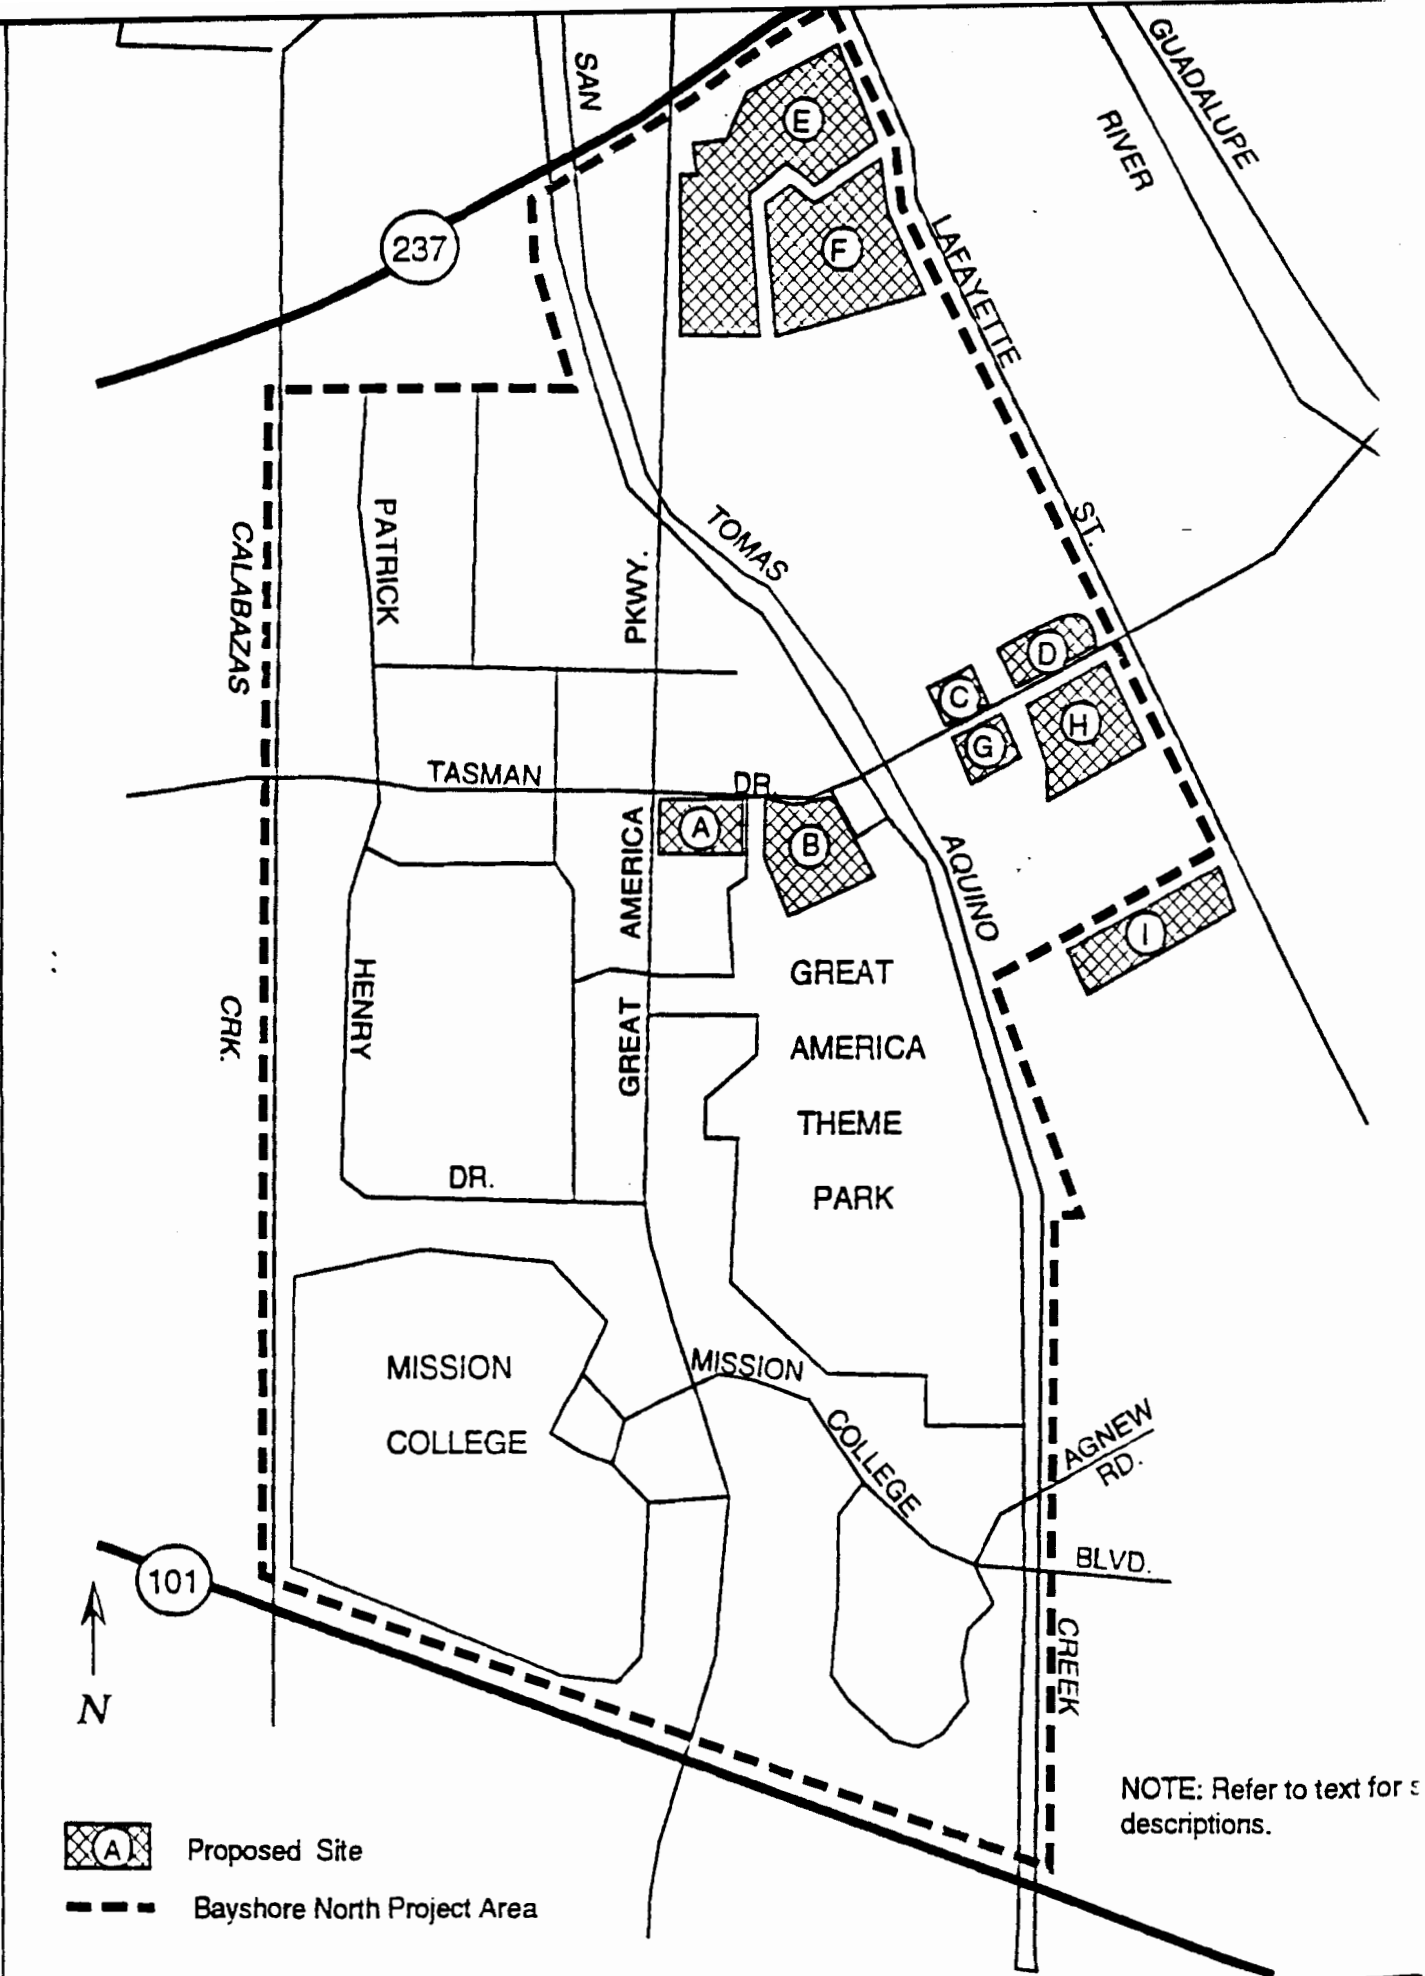 SAN
GUADALUPE
RIVER
E
237
F
LAFAYETTE
ST.
TOMAS
PATRICK
PKWY.
CALABAZAS
D
C
H
G
TASMAN
DR.
A
B
AMERICA
AQUINO
I
HENRY
GREAT
CRK.
GREAT
AMERICA
THEME
PARK
DR.
MISSION
COLLEGE
MISSION
COLLEGE
BLVD.
AGNEW
RD.
101
CREEK
N
NOTE: Refer to text for
descriptions.
A Proposed Site
Bayshore North Project Area